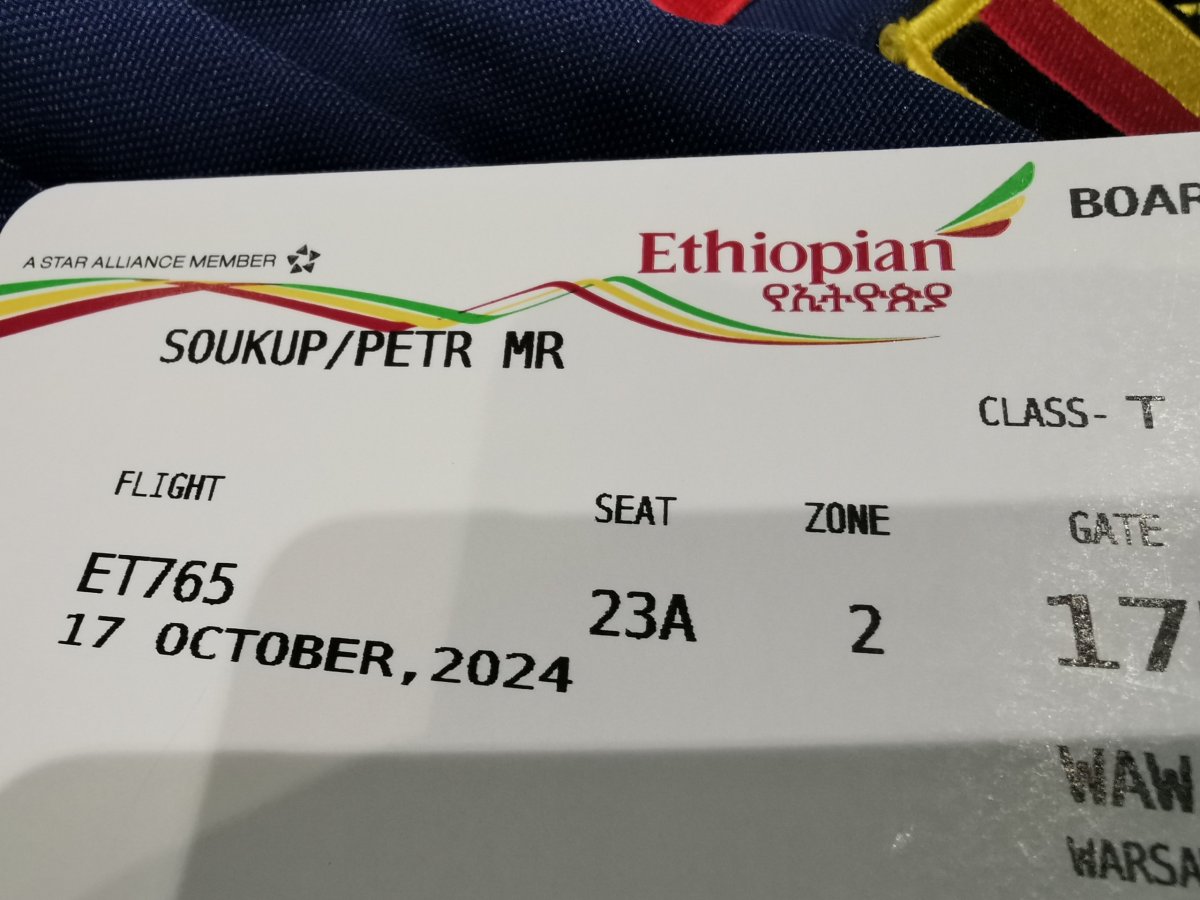 A STAR ALLIANCE MEMBER
Ethiopian
የኢትዮጵያ
BOAR
SOUKUP/PETR MR
CLASS- T
FLIGHT SEAT ZONE GATE
ET765 23A 2 17
17 OCTOBER,2024
WAW
WARSA